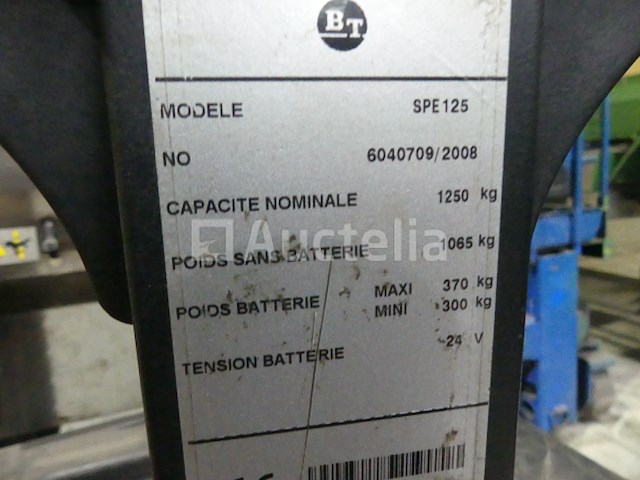 BT
MODELE SPE125
NO 6040709/2008
CAPACITE NOMINALE 1250 kg
Auctelia
POIDS SANS BATTERIE 1065 kg
POIDS BATTERIE MAXI 370 kg
MINI 300 kg
TENSION BATTERIE 24 V